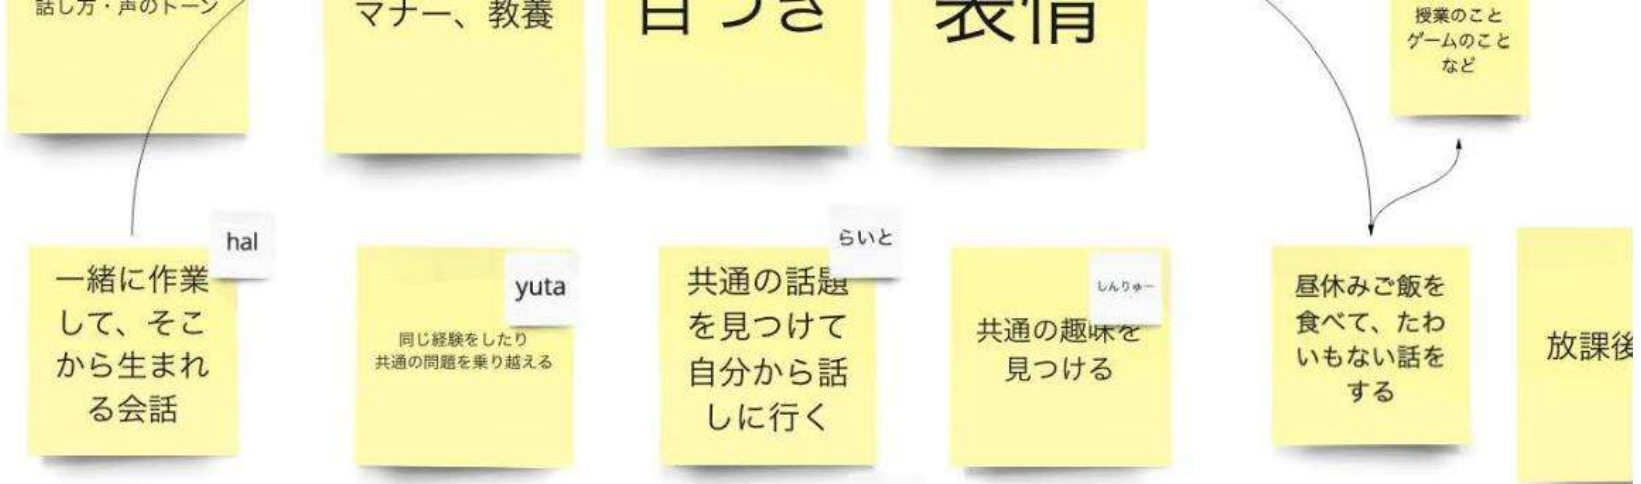 話し方・声のトーン
マナー、教養
目つき
表情
授業のこと
ゲームのこと
など
hal
一緒に作業
して、そこ
から生まれ
る会話
yuta
同じ経験をしたり
共通の問題を乗り越える
らいと
共通の話題
を見つけて
自分から話
しに行く
しんりゅー
共通の趣味を
見つける
昼休みご飯を
食べて、たわ
いもない話を
する
放課後